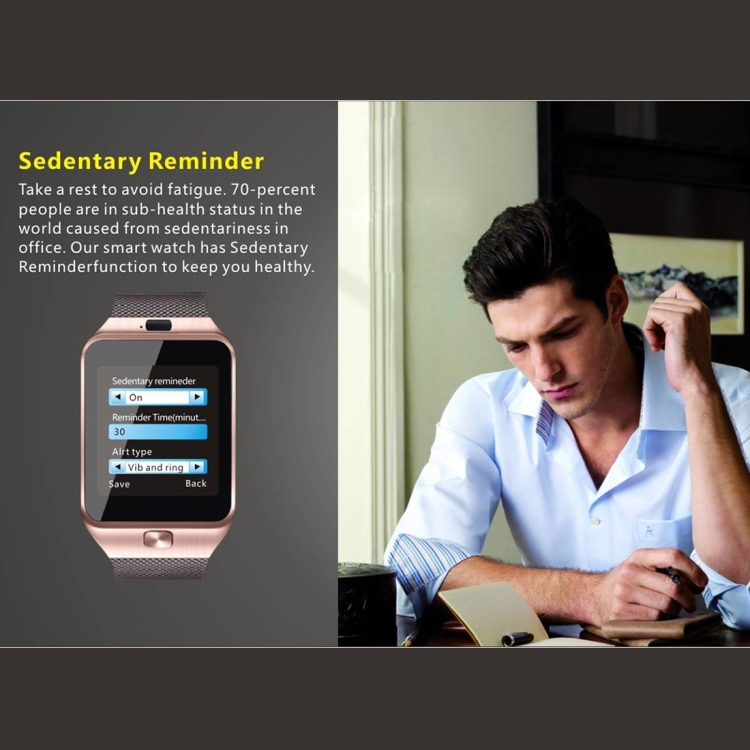 Sedentary Reminder
Take a rest to avoid fatigue. 70-percent
people are in sub-health status in the
world caused from sedentariness in
office. Our smart watch has Sedentary
Reminderfunction to keep you healthy.
Sedentary remineder
On
Reminder Time(minut....
30
Alrt type
Vib and ring
Save Back